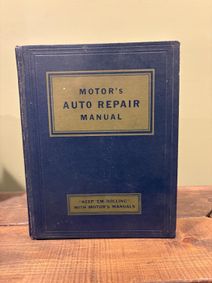 MOTOR's
AUTO REPAIR
MANUAL
"KEEP 'EM ROLLING"
WITH MOTOR'S MANUALS